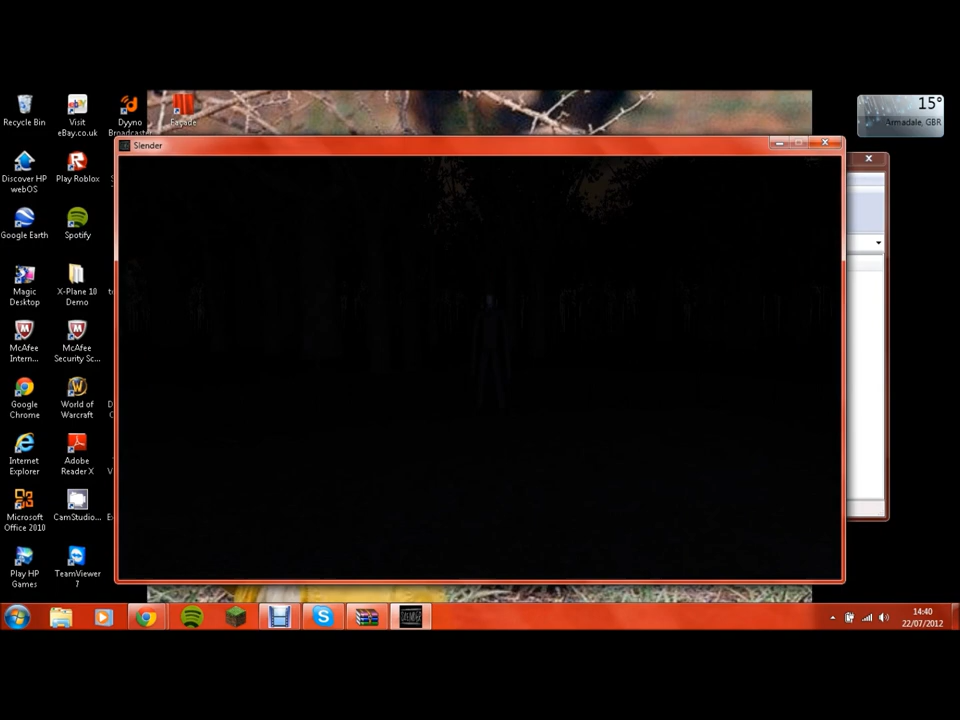 Recycle Bin
Visit
eBay.co.uk
Dyyno
Broadcaster
Façade
15°
Armadale, GBR
Slender
Discover HP
webOS
Play Roblox
Google Earth
Spotify
Magic
Desktop
X-Plane 10
Demo
McAfee
Intern...
McAfee
Security Sc...
Google
Chrome
World of
Warcraft
Internet
Explorer
Adobe
Reader X
Microsoft
Office 2010
CamStudio...
Play HP
Games
TeamViewer
7
14:40
22/07/2012